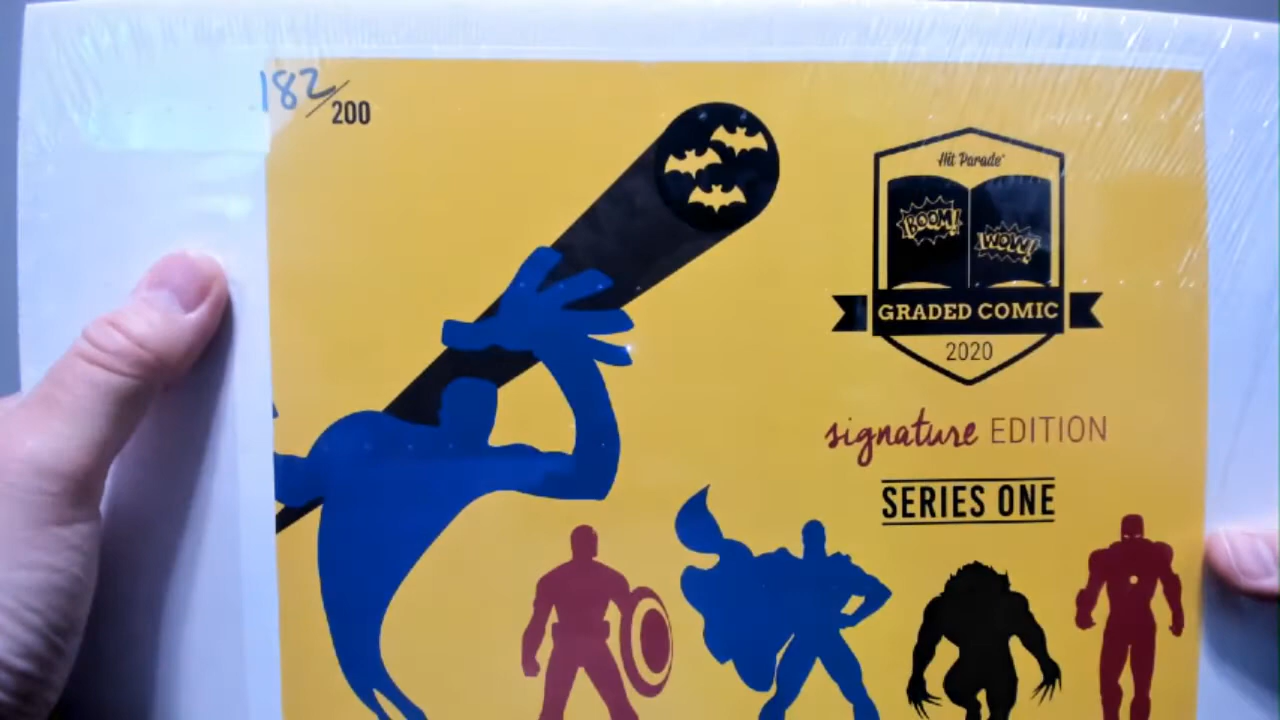 182/200
Hit Parade®
BOOM!
WOW!
GRADED COMIC
2020
signature EDITION
SERIES ONE